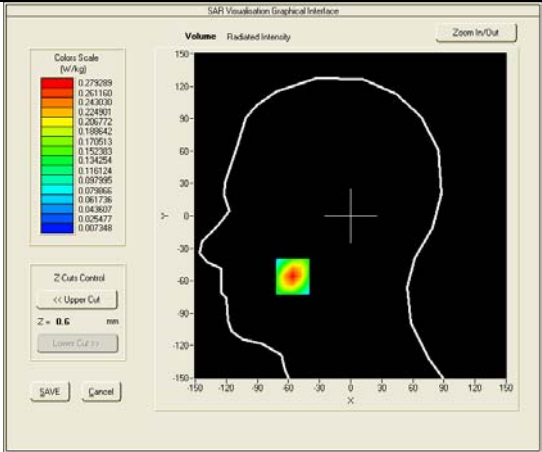 SAR Visualisation Graphical Interface
Volume Radiated Intensity
Zoom In/Out
Colors Scale
(W/kg)
0.279289
0.261160
0.243030
0.224901
0.206772
0.188642
0.170513
0.152383
0.134254
0.116124
0.097995
0.079866
0.061736
0.043607
0.025477
0.007348
Z-Cuts Control
<< Upper Cut
Z = 0.6 mm
Lower Cut >>
SAVE Cancel
150
120
90
60
30
0
-30
-60
-90
-120
-150
Y
-150 -120 -90 -60 -30 0 30 60 90 120 150
X